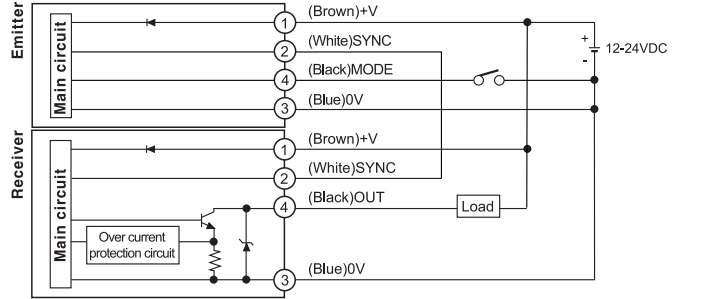 Emitter
Main circuit
1
(Brown)+V
2
(White)SYNC
4
(Black)MODE
3
(Blue)0V
+
-
12-24VDC
Receiver
Main circuit
1
(Brown)+V
2
(White)SYNC
4
(Black)OUT
Load
Over current
protection circuit
3
(Blue)0V